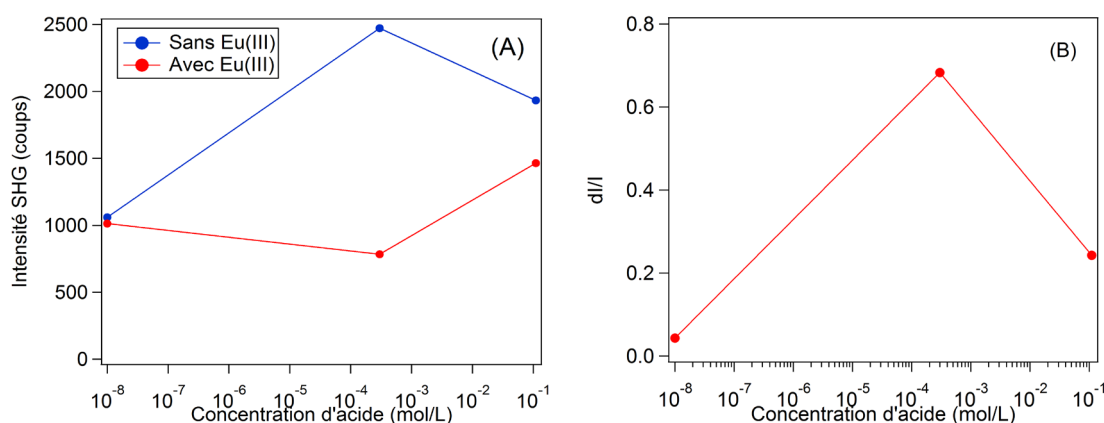 2500
2000
1500
1000
500
0
Intensité SHG (coups)
Sans Eu(III)
Avec Eu(III)
(A)
10⁻⁸ 10⁻⁷ 10⁻⁶ 10⁻⁵ 10⁻⁴ 10⁻³ 10⁻² 10⁻¹
Concentration d'acide (mol/L)
0.8
0.6
0.4
0.2
0.0
dI/I
(B)
10⁻⁸ 10⁻⁷ 10⁻⁶ 10⁻⁵ 10⁻⁴ 10⁻³ 10⁻² 10⁻¹
Concentration d'acide (mol/L)